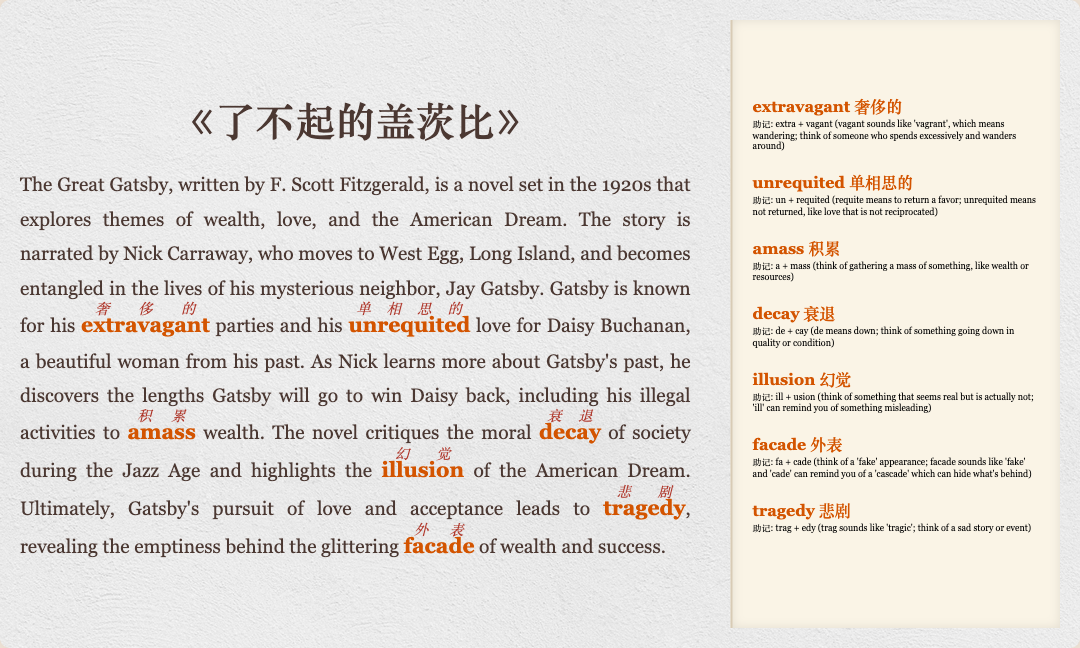 《了不起的盖茨比》
The Great Gatsby, written by F. Scott Fitzgerald, is a novel set in the 1920s that
explores themes of wealth, love, and the American Dream. The story is
narrated by Nick Carraway, who moves to West Egg, Long Island, and becomes
entangled in the lives of his mysterious neighbor, Jay Gatsby. Gatsby is known
奢侈的 单相思的
for his extravagant parties and his unrequited love for Daisy Buchanan,
a beautiful woman from his past. As Nick learns more about Gatsby's past, he
discovers the lengths Gatsby will go to win Daisy back, including his illegal
积累 衰退
activities to amass wealth. The novel critiques the moral decay of society
幻觉
during the Jazz Age and highlights the illusion of the American Dream.
悲剧
Ultimately, Gatsby's pursuit of love and acceptance leads to tragedy,
外表
revealing the emptiness behind the glittering facade of wealth and success.
extravagant 奢侈的
助记: extra + vagant (vagant sounds like 'vagrant', which means
wandering; think of someone who spends excessively and wanders
around)
unrequited 单相思的
助记: un + requited (requite means to return a favor; unrequited means
not returned, like love that is not reciprocated)
amass 积累
助记: a + mass (think of gathering a mass of something, like wealth or
resources)
decay 衰退
助记: de + cay (de means down; think of something going down in
quality or condition)
illusion 幻觉
助记: ill + usion (think of something that seems real but is actually not;
'ill' can remind you of something misleading)
facade 外表
助记: fa + cade (think of a 'fake' appearance; facade sounds like 'fake'
and 'cade' can remind you of a 'cascade' which can hide what's behind)
tragedy 悲剧
助记: trag + edy (trag sounds like 'tragic'; think of a sad story or event)